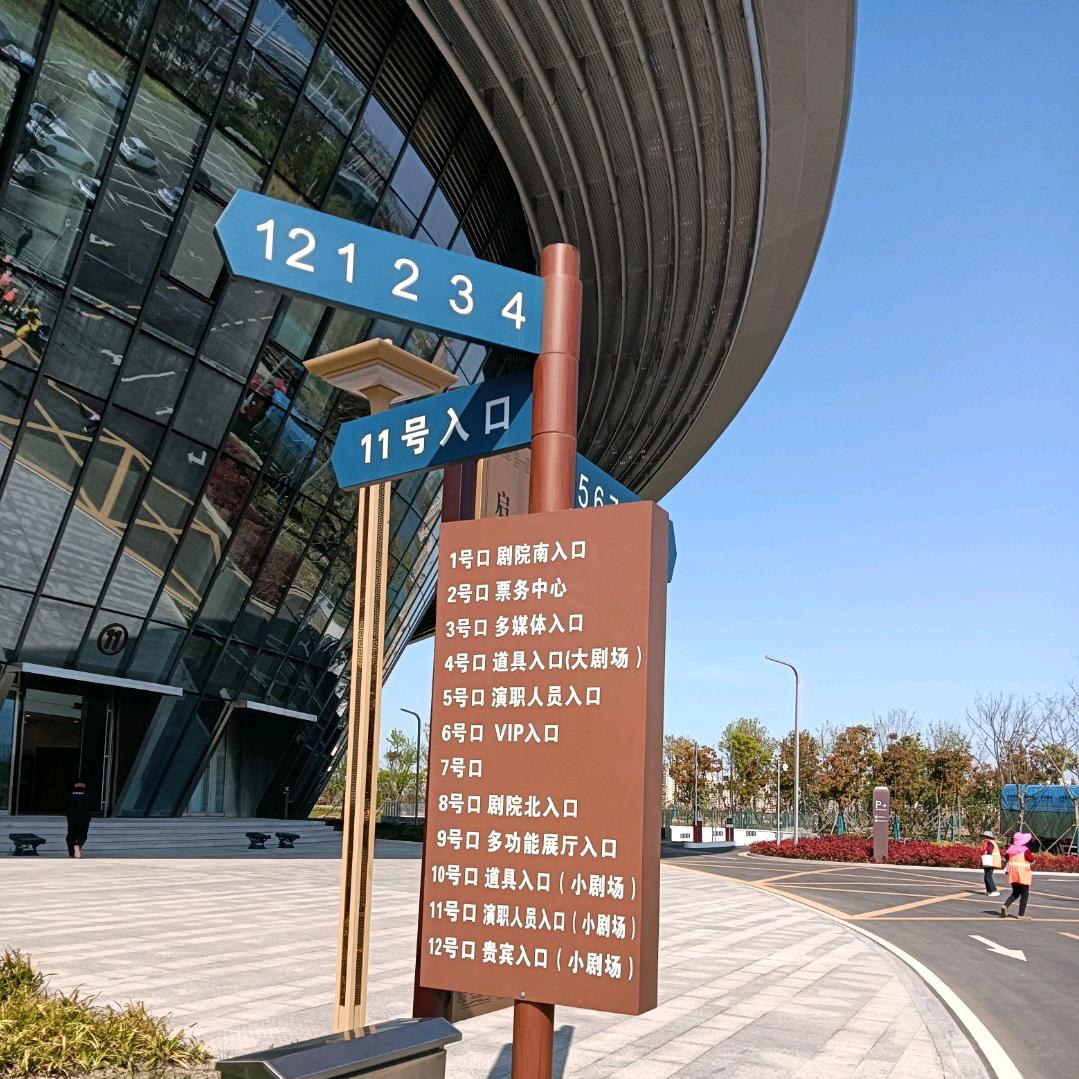 12 1 2 3 4
11号入口
启
567
1号口 剧院南入口
2号口 票务中心
3号口 多媒体入口
4号口 道具入口(大剧场)
5号口 演职人员入口
6号口 VIP入口
7号口
8号口 剧院北入口
9号口 多功能展厅入口
10号口 道具入口(小剧场)
11号口 演职人员入口(小剧场)
12号口 贵宾入口(小剧场)
11
P